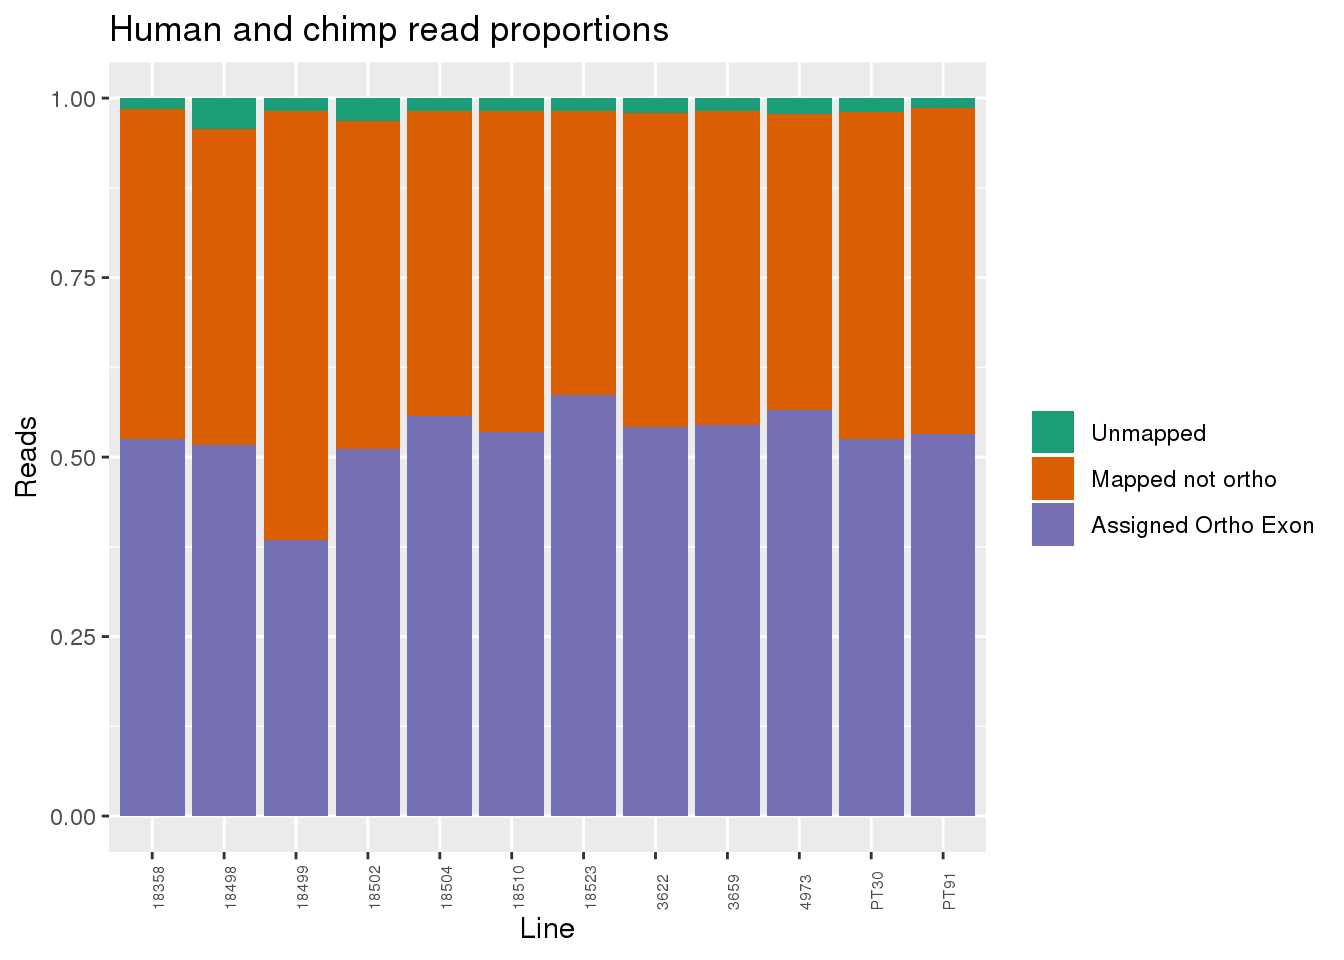 Human and chimp read proportions
1.00
0.75
0.50
0.25
0.00
Reads
18358
18498
18499
18502
18504
18510
18523
3622
3659
4973
PT30
PT91
Line
Unmapped
Mapped not ortho
Assigned Ortho Exon